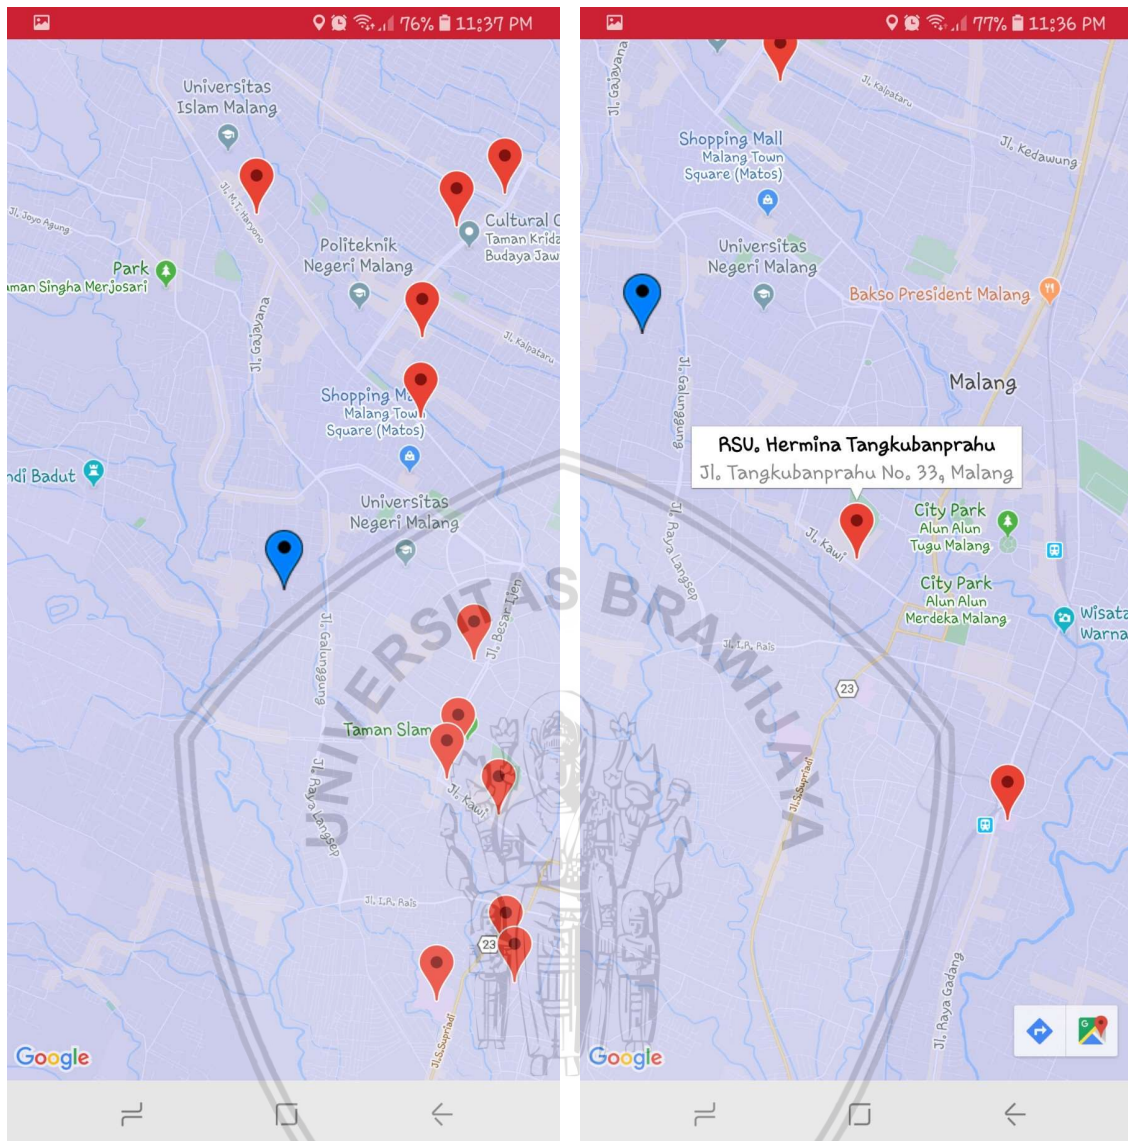 76% 11:37 PM
Universitas
Islam Malang
Jl. M.T. Haryono
Jl. Joyo Agung
Cultural C
Taman Kridz
Budaya Jaw
Politeknik
Negeri Malang
Park
aman Singha Merjosari
Jl. Gajayana
Jl. Kalpataru
Shopping Ma
Malang Town
Square (Matos)
ndi Badut
Universitas
Negeri Malang
Jl. Besar Ijen
Jl. Galunggung
Taman Slam
Jl. Kawi
Jl. Raya Langsep
Jl. I.R. Rais
23
Jl.S.Supriadi
Google
77% 11:36 PM
Jl. Gajayana
Jl. Kalpataru
Jl. Kedawung
Shopping Mall
Malang Town
Square (Matos)
Universitas
Negeri Malang
Bakso President Malang
Malang
Jl. Galunggung
RSU. Hermina Tangkubanprahu
Jl. Tangkubanprahu No. 33, Malang
Jl. Raya Langsep
Jl. Kawi
City Park
Alun Alun
Tugu Malang
City Park
Alun Alun
Merdeka Malang
Wisata
Warna
Jl. I.R. Rais
23
Jl.S.Supriadi
Jl. Raya Gadang
Google
UNIVERSITAS BRAWIJAYA